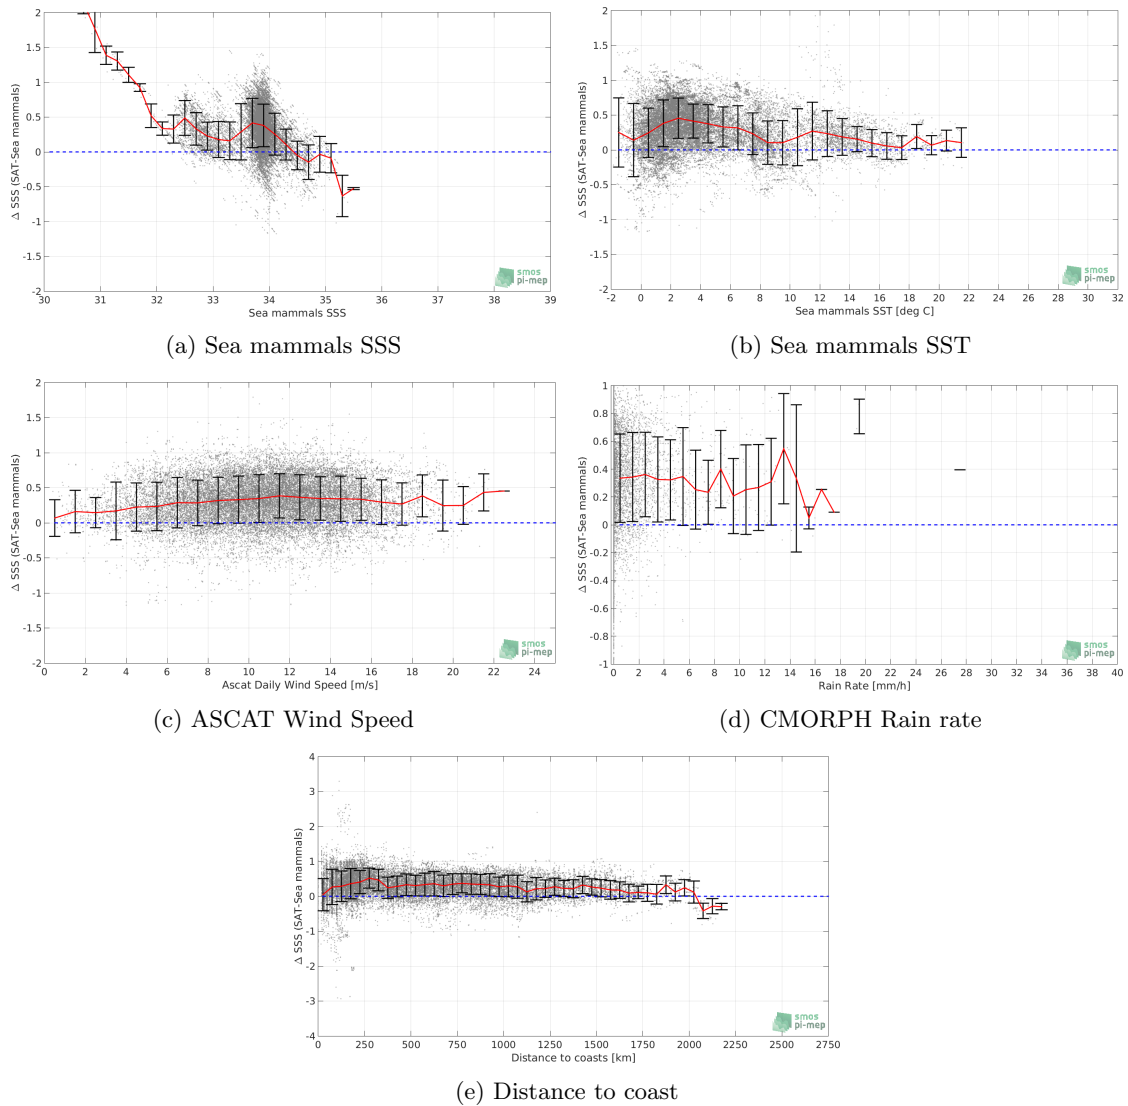 2
1.5
1
0.5
0
-0.5
-1
-1.5
-2
Δ SSS (SAT-Sea mammals)
30 31 32 33 34 35 36 37 38 39
Sea mammals SSS
smos
pi-mep
(a) Sea mammals SSS
2
1.5
1
0.5
0
-0.5
-1
-1.5
-2
Δ SSS (SAT-Sea mammals)
-2 0 2 4 6 8 10 12 14 16 18 20 22 24 26 28 30 32
Sea mammals SST [deg C]
smos
pi-mep
(b) Sea mammals SST
2
1.5
1
0.5
0
-0.5
-1
-1.5
-2
Δ SSS (SAT-Sea mammals)
0 2 4 6 8 10 12 14 16 18 20 22 24
Ascat Daily Wind Speed [m/s]
smos
pi-mep
(c) ASCAT Wind Speed
1
0.8
0.6
0.4
0.2
0
-0.2
-0.4
-0.6
-0.8
-1
Δ SSS (SAT-Sea mammals)
0 2 4 6 8 10 12 14 16 18 20 22 24 26 28 30 32 34 36 38 40
Rain Rate [mm/h]
smos
pi-mep
(d) CMORPH Rain rate
4
3
2
1
0
-1
-2
-3
-4
Δ SSS (SAT-Sea mammals)
0 250 500 750 1000 1250 1500 1750 2000 2250 2500 2750
Distance to coasts [km]
smos
pi-mep
(e) Distance to coast